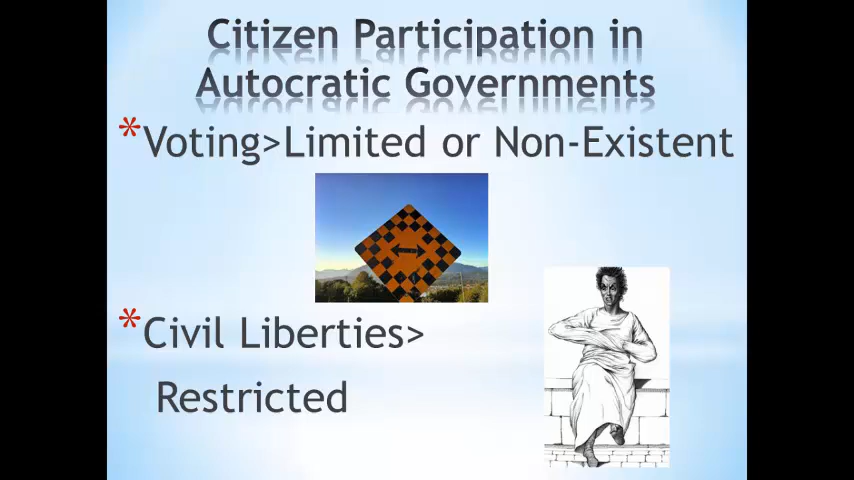 Citizen Participation in
Autocratic Governments
*Voting>Limited or Non-Existent
*Civil Liberties>
Restricted